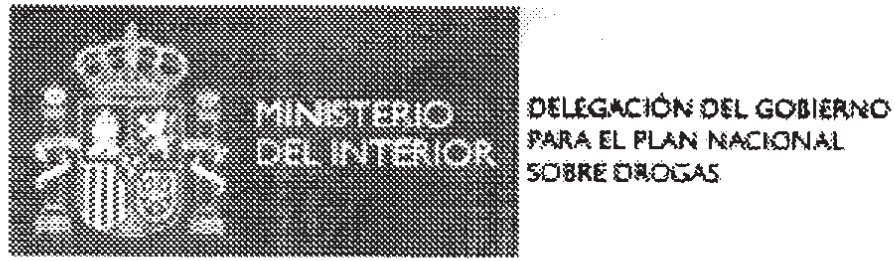 MINISTERIO
DEL INTERIOR
DELEGACIÓN DEL GOBIERNO
PARA EL PLAN NACIONAL
SOBRE DROGAS